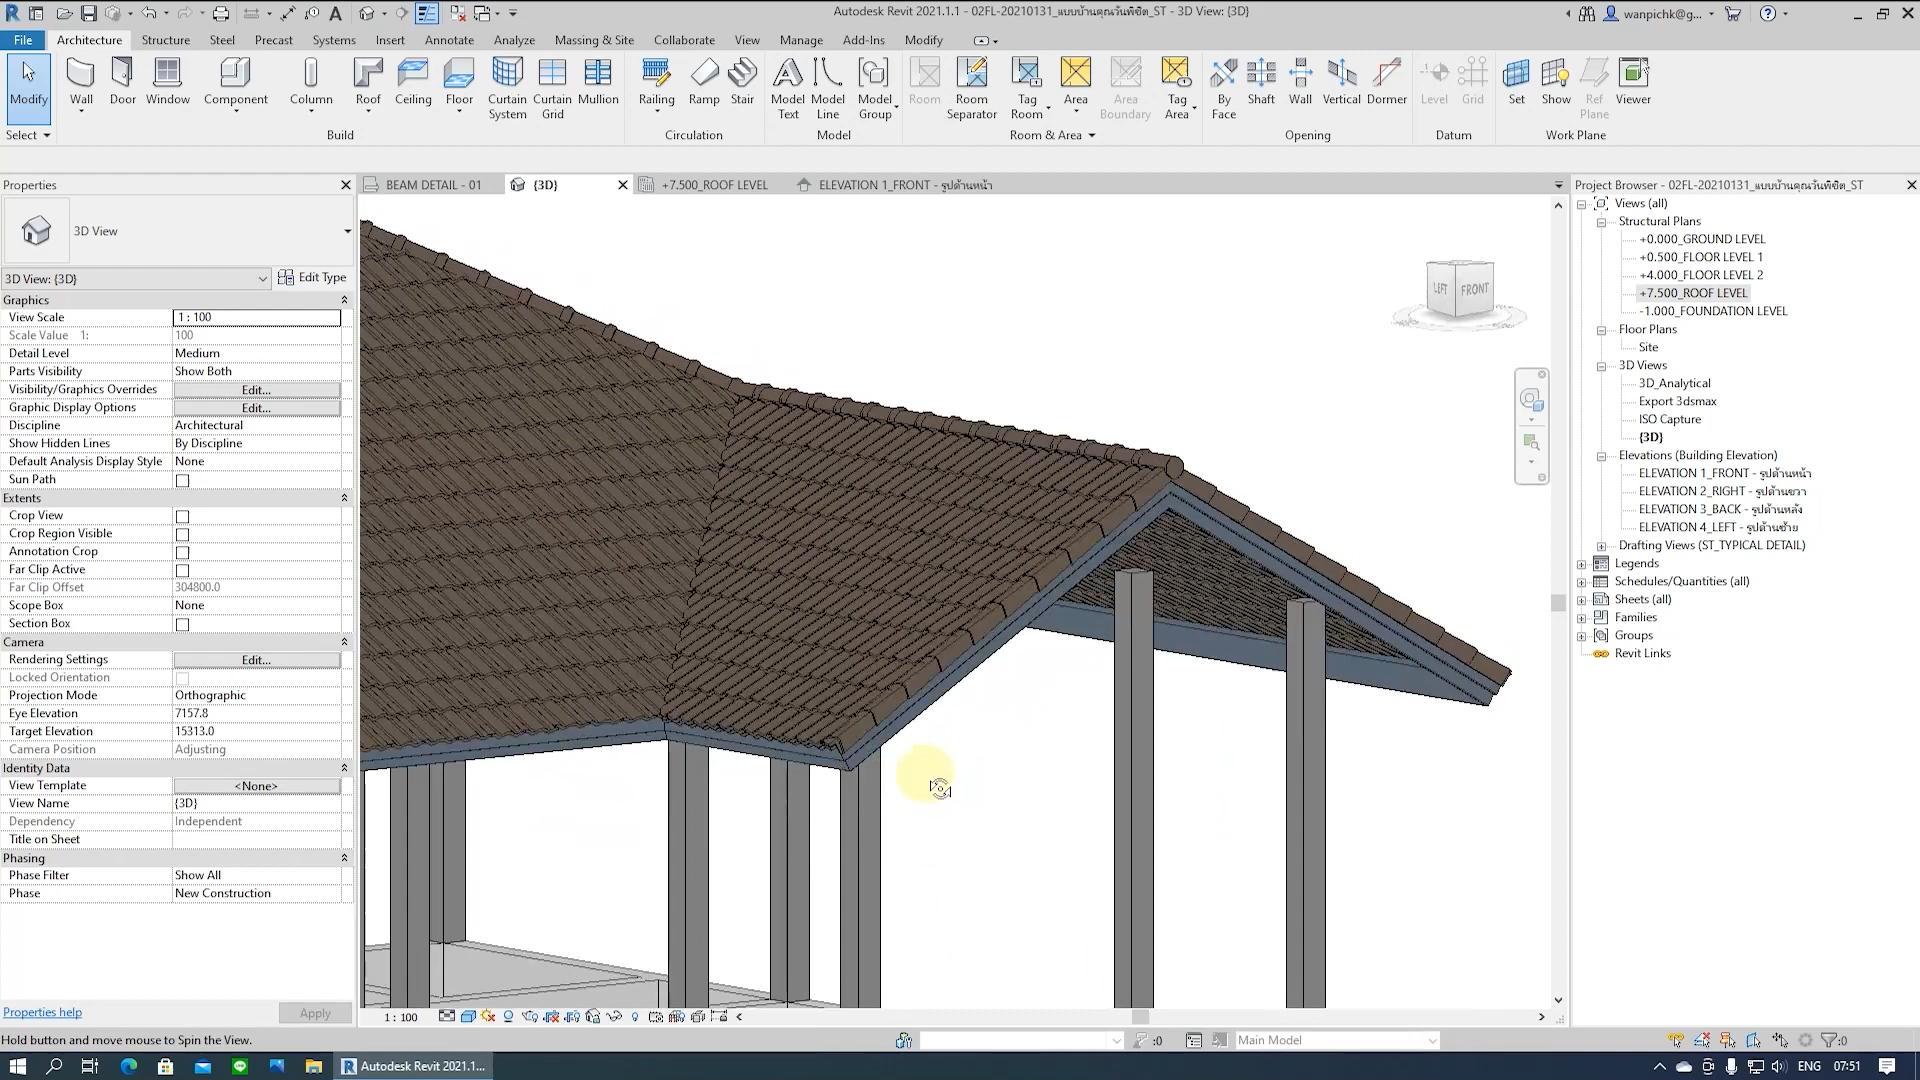 Autodesk Revit 2021.1.1 - 02FL-20210131_แบบบ้านคุณวันพิชิต_ST - 3D View: {3D}
wanpichk@g...
File Architecture Structure Steel Precast Systems Insert Annotate Analyze Massing & Site Collaborate View Manage Add-Ins Modify
Modify Wall Door Window Component Column Roof Ceiling Floor Curtain System Curtain Grid Mullion Railing Ramp Stair Model Text Model Line Model Group Room Room Separator Tag Room Area Area Boundary Tag Area By Face Shaft Wall Vertical Dormer Level Grid Set Show Ref Plane Viewer
Select Build Circulation Model Room & Area Opening Datum Work Plane
Properties
BEAM DETAIL - 01 {3D} +7.500_ROOF LEVEL ELEVATION 1_FRONT - รูปด้านหน้า
3D View
3D View: {3D} Edit Type
Graphics
View Scale 1 : 100
Scale Value 1: 100
Detail Level Medium
Parts Visibility Show Both
Visibility/Graphics Overrides Edit...
Graphic Display Options Edit...
Discipline Architectural
Show Hidden Lines By Discipline
Default Analysis Display Style None
Sun Path
Extents
Crop View
Crop Region Visible
Annotation Crop
Far Clip Active
Far Clip Offset 304800.0
Scope Box None
Section Box
Camera
Rendering Settings Edit...
Locked Orientation
Projection Mode Orthographic
Eye Elevation 7157.8
Target Elevation 15313.0
Camera Position Adjusting
Identity Data
View Template <None>
View Name {3D}
Dependency Independent
Title on Sheet
Phasing
Phase Filter Show All
Phase New Construction
Properties help Apply
LEFT FRONT
1 : 100
Project Browser - 02FL-20210131_แบบบ้านคุณวันพิชิต_ST
Views (all)
Structural Plans
+0.000_GROUND LEVEL
+0.500_FLOOR LEVEL 1
+4.000_FLOOR LEVEL 2
+7.500_ROOF LEVEL
-1.000_FOUNDATION LEVEL
Floor Plans
Site
3D Views
3D_Analytical
Export 3dsmax
ISO Capture
{3D}
Elevations (Building Elevation)
ELEVATION 1_FRONT - รูปด้านหน้า
ELEVATION 2_RIGHT - รูปด้านขวา
ELEVATION 3_BACK - รูปด้านหลัง
ELEVATION 4_LEFT - รูปด้านซ้าย
Drafting Views (ST_TYPICAL DETAIL)
Legends
Schedules/Quantities (all)
Sheets (all)
Families
Groups
Revit Links
Hold button and move mouse to Spin the View.
:0 Main Model :0
Autodesk Revit 2021.1...
ENG 07:51